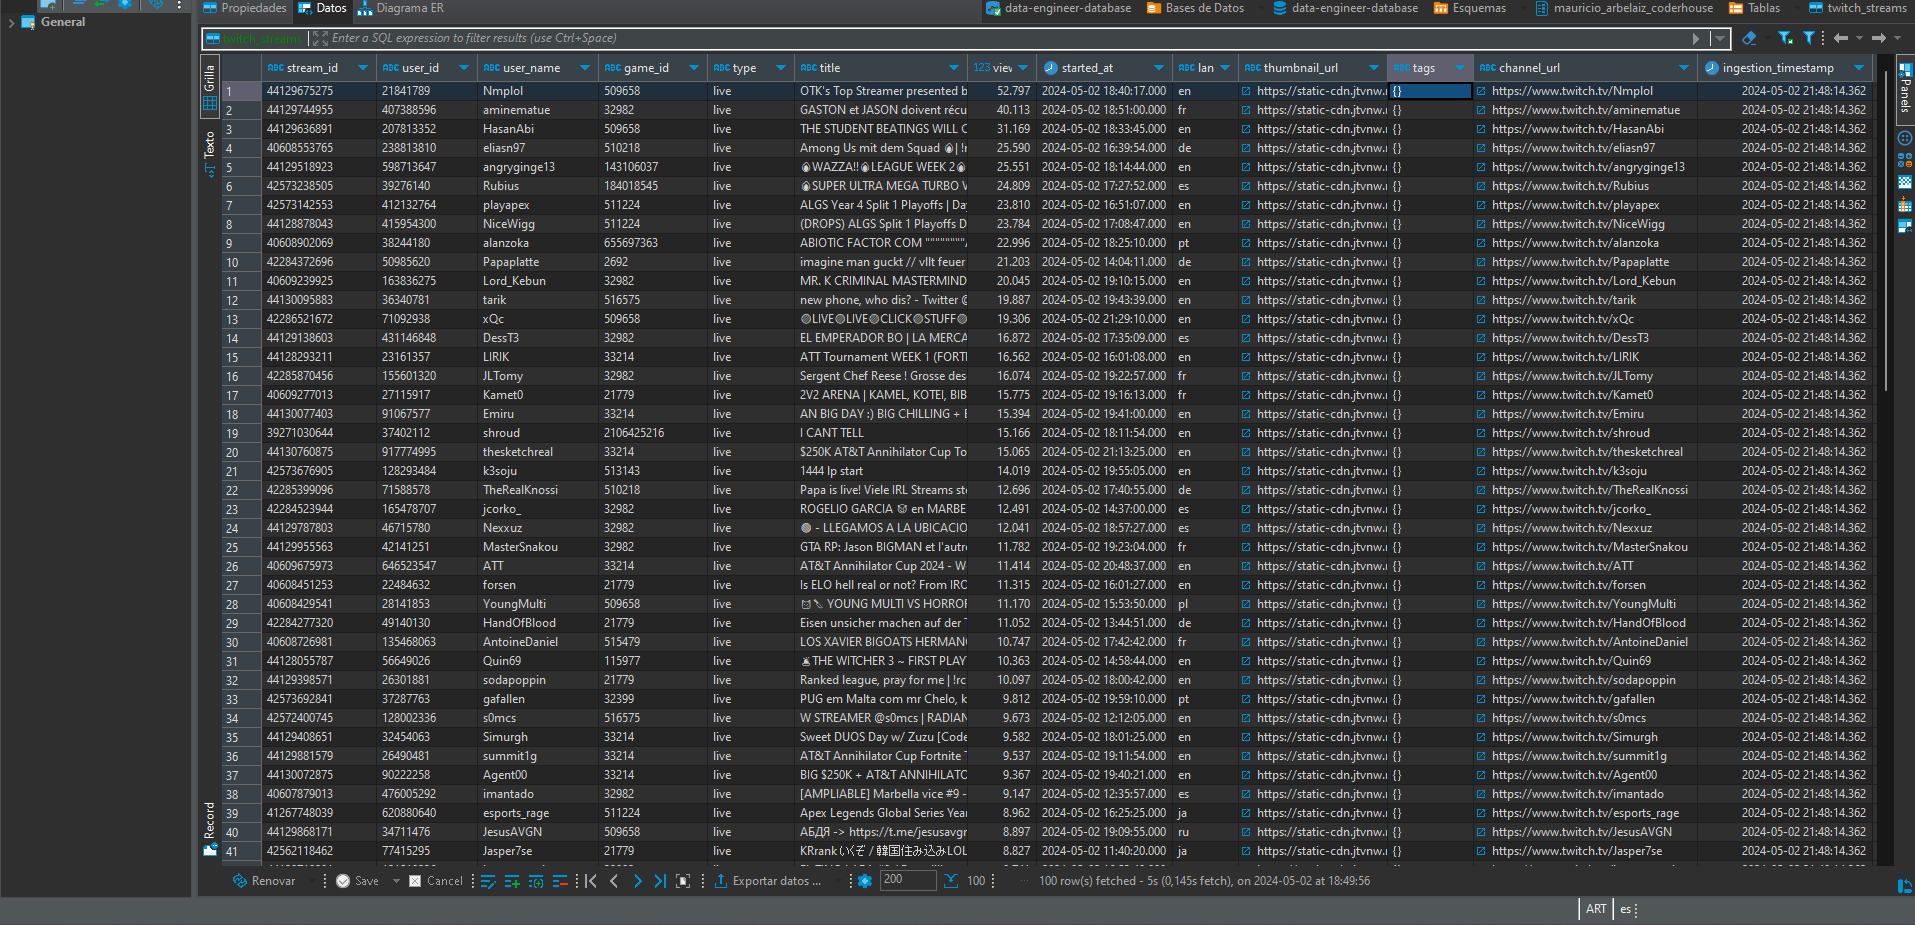 General
Propiedades Datos Diagrama ER data-engineer-database Bases de Datos data-engineer-database Esquemas mauricio_arbelaiz_coderhouse Tablas twitch_streams
twitch_streams Enter a SQL expression to filter results (use Ctrl+Space)
Grilla
Texto
Record
Panels
ABC stream_id ABC user_id ABC user_name ABC game_id ABC type ABC title 123 view started_at ABC lan ABC thumbnail_url ABC tags ABC channel_url ingestion_timestamp
1 44129675275 21841789 Nmplol 509658 live OTK's Top Streamer presented b 52.797 2024-05-02 18:40:17.000 en https://static-cdn.jtvnw.r {} https://www.twitch.tv/Nmplol 2024-05-02 21:48:14.362
2 44129744955 407388596 aminematue 32982 live GASTON et JASON doivent récu 40.113 2024-05-02 18:51:00.000 fr https://static-cdn.jtvnw.r {} https://www.twitch.tv/aminematue 2024-05-02 21:48:14.362
3 44129636891 207813352 HasanAbi 509658 live THE STUDENT BEATINGS WILL C 31.169 2024-05-02 18:33:45.000 en https://static-cdn.jtvnw.r {} https://www.twitch.tv/HasanAbi 2024-05-02 21:48:14.362
4 40608553765 238813810 eliasn97 510218 live Among Us mit dem Squad | !r 25.590 2024-05-02 16:39:54.000 de https://static-cdn.jtvnw.r {} https://www.twitch.tv/eliasn97 2024-05-02 21:48:14.362
5 44129518923 598713647 angryginge13 143106037 live WAZZA!! LEAGUE WEEK 2 25.551 2024-05-02 18:14:44.000 en https://static-cdn.jtvnw.r {} https://www.twitch.tv/angryginge13 2024-05-02 21:48:14.362
6 42573238505 39276140 Rubius 184018545 live SUPER ULTRA MEGA TURBO V 24.809 2024-05-02 17:27:52.000 es https://static-cdn.jtvnw.r {} https://www.twitch.tv/Rubius 2024-05-02 21:48:14.362
7 42573142553 412132764 playapex 511224 live ALGS Year 4 Split 1 Playoffs | Da 23.810 2024-05-02 16:51:07.000 en https://static-cdn.jtvnw.r {} https://www.twitch.tv/playapex 2024-05-02 21:48:14.362
8 44128878043 415954300 NiceWigg 511224 live (DROPS) ALGS Split 1 Playoffs D 23.784 2024-05-02 17:08:47.000 en https://static-cdn.jtvnw.r {} https://www.twitch.tv/NiceWigg 2024-05-02 21:48:14.362
9 40608902069 38244180 alanzoka 655697363 live ABIOTIC FACTOR COM """"""""A 22.996 2024-05-02 18:25:10.000 pt https://static-cdn.jtvnw.r {} https://www.twitch.tv/alanzoka 2024-05-02 21:48:14.362
10 42284372696 50985620 Papaplatte 2692 live imagine man guckt // vllt feuer 21.203 2024-05-02 14:04:11.000 de https://static-cdn.jtvnw.r {} https://www.twitch.tv/Papaplatte 2024-05-02 21:48:14.362
11 40609239925 163836275 Lord_Kebun 32982 live MR. K CRIMINAL MASTERMIND 20.045 2024-05-02 19:10:15.000 en https://static-cdn.jtvnw.r {} https://www.twitch.tv/Lord_Kebun 2024-05-02 21:48:14.362
12 44130095883 36340781 tarik 516575 live new phone, who dis? - Twitter @ 19.887 2024-05-02 19:43:39.000 en https://static-cdn.jtvnw.r {} https://www.twitch.tv/tarik 2024-05-02 21:48:14.362
13 42286521672 71092938 xQc 509658 live LIVE LIVE CLICK STUFF 19.306 2024-05-02 21:29:10.000 en https://static-cdn.jtvnw.r {} https://www.twitch.tv/xQc 2024-05-02 21:48:14.362
14 44129138603 431146848 DessT3 32982 live EL EMPERADOR BO | LA MERCA 16.872 2024-05-02 17:35:09.000 es https://static-cdn.jtvnw.r {} https://www.twitch.tv/DessT3 2024-05-02 21:48:14.362
15 44128293211 23161357 LIRIK 33214 live ATT Tournament WEEK 1 (FORTI 16.562 2024-05-02 16:01:08.000 en https://static-cdn.jtvnw.r {} https://www.twitch.tv/LIRIK 2024-05-02 21:48:14.362
16 42285870456 155601320 JLTomy 32982 live Sergent Chef Reese ! Grosse des 16.074 2024-05-02 19:22:57.000 fr https://static-cdn.jtvnw.r {} https://www.twitch.tv/JLTomy 2024-05-02 21:48:14.362
17 40609277013 27115917 Kamet0 21779 live 2V2 ARENA | KAMEL, KOTEI, BIB 15.775 2024-05-02 19:16:13.000 fr https://static-cdn.jtvnw.r {} https://www.twitch.tv/Kamet0 2024-05-02 21:48:14.362
18 44130077403 91067577 Emiru 33214 live AN BIG DAY :) BIG CHILLING + E 15.394 2024-05-02 19:41:00.000 en https://static-cdn.jtvnw.r {} https://www.twitch.tv/Emiru 2024-05-02 21:48:14.362
19 39271030644 37402112 shroud 2106425216 live I CANT TELL 15.166 2024-05-02 18:11:54.000 en https://static-cdn.jtvnw.r {} https://www.twitch.tv/shroud 2024-05-02 21:48:14.362
20 44130760875 917774995 thesketchreal 33214 live $250K AT&T Annihilator Cup To 15.065 2024-05-02 21:13:25.000 en https://static-cdn.jtvnw.r {} https://www.twitch.tv/thesketchreal 2024-05-02 21:48:14.362
21 42573676905 128293484 k3soju 513143 live 1444 lp start 14.019 2024-05-02 19:55:05.000 en https://static-cdn.jtvnw.r {} https://www.twitch.tv/k3soju 2024-05-02 21:48:14.362
22 42285399096 71588578 TheRealKnossi 510218 live Papa is live! Viele IRL Streams ste 12.696 2024-05-02 17:40:55.000 de https://static-cdn.jtvnw.r {} https://www.twitch.tv/TheRealKnossi 2024-05-02 21:48:14.362
23 42284523944 165478707 jcorko_ 32982 live ROGELIO GARCIA en MARBE 12.491 2024-05-02 14:37:00.000 es https://static-cdn.jtvnw.r {} https://www.twitch.tv/jcorko_ 2024-05-02 21:48:14.362
24 44129787803 46715780 Nexxuz 32982 live - LLEGAMOS A LA UBICACIO 12.041 2024-05-02 18:57:27.000 es https://static-cdn.jtvnw.r {} https://www.twitch.tv/Nexxuz 2024-05-02 21:48:14.362
25 44129955563 42141251 MasterSnakou 32982 live GTA RP: Jason BIGMAN et l'autr 11.782 2024-05-02 19:23:04.000 fr https://static-cdn.jtvnw.r {} https://www.twitch.tv/MasterSnakou 2024-05-02 21:48:14.362
26 40609675973 646523547 ATT 33214 live AT&T Annihilator Cup 2024 - W 11.414 2024-05-02 20:48:37.000 en https://static-cdn.jtvnw.r {} https://www.twitch.tv/ATT 2024-05-02 21:48:14.362
27 40608451253 22484632 forsen 21779 live Is ELO hell real or not? From IRO 11.315 2024-05-02 16:01:27.000 en https://static-cdn.jtvnw.r {} https://www.twitch.tv/forsen 2024-05-02 21:48:14.362
28 40608429541 28141853 YoungMulti 509658 live YOUNG MULTI VS HORROR 11.170 2024-05-02 15:53:50.000 pl https://static-cdn.jtvnw.r {} https://www.twitch.tv/YoungMulti 2024-05-02 21:48:14.362
29 42284277320 49140130 HandOfBlood 21779 live Eisen unsicher machen auf der T 11.052 2024-05-02 13:44:51.000 de https://static-cdn.jtvnw.r {} https://www.twitch.tv/HandOfBlood 2024-05-02 21:48:14.362
30 40608726981 135468063 AntoineDaniel 515479 live LOS XAVIER BIGOATS HERMAN 10.747 2024-05-02 17:42:42.000 fr https://static-cdn.jtvnw.r {} https://www.twitch.tv/AntoineDaniel 2024-05-02 21:48:14.362
31 44128055787 56649026 Quin69 115977 live THE WITCHER 3 ~ FIRST PLAY 10.363 2024-05-02 14:58:44.000 en https://static-cdn.jtvnw.r {} https://www.twitch.tv/Quin69 2024-05-02 21:48:14.362
32 44129398571 26301881 sodapoppin 21779 live Ranked league, pray for me | !rc 10.097 2024-05-02 18:00:42.000 en https://static-cdn.jtvnw.r {} https://www.twitch.tv/sodapoppin 2024-05-02 21:48:14.362
33 42573692841 37287763 gafallen 32399 live PUG em Malta com mr Chelo, k 9.812 2024-05-02 19:59:10.000 pt https://static-cdn.jtvnw.r {} https://www.twitch.tv/gafallen 2024-05-02 21:48:14.362
34 42572400745 128002336 s0mcs 516575 live W STREAMER @s0mcs | RADIAN 9.673 2024-05-02 12:12:05.000 en https://static-cdn.jtvnw.r {} https://www.twitch.tv/s0mcs 2024-05-02 21:48:14.362
35 44129408651 32454063 Simurgh 33214 live Sweet DUOS Day w/ Zuzu [Code 9.582 2024-05-02 18:01:25.000 en https://static-cdn.jtvnw.r {} https://www.twitch.tv/Simurgh 2024-05-02 21:48:14.362
36 44129881579 26490481 summit1g 33214 live AT&T Annihilator Cup Fortnite T 9.537 2024-05-02 19:11:54.000 en https://static-cdn.jtvnw.r {} https://www.twitch.tv/summit1g 2024-05-02 21:48:14.362
37 44130072875 90222258 Agent00 33214 live BIG $250K + AT&T ANNIHILATO 9.367 2024-05-02 19:40:21.000 en https://static-cdn.jtvnw.r {} https://www.twitch.tv/Agent00 2024-05-02 21:48:14.362
38 40607879013 476005292 imantado 32982 live [AMPLIABLE] Marbella vice #9 - 9.147 2024-05-02 12:35:57.000 es https://static-cdn.jtvnw.r {} https://www.twitch.tv/imantado 2024-05-02 21:48:14.362
39 41267748039 620880640 esports_rage 511224 live Apex Legends Global Series Yea 8.962 2024-05-02 16:25:25.000 ja https://static-cdn.jtvnw.r {} https://www.twitch.tv/esports_rage 2024-05-02 21:48:14.362
40 44129868171 34711476 JesusAVGN 509658 live АБДЯ -> https://t.me/jesusavgr 8.897 2024-05-02 19:09:55.000 ru https://static-cdn.jtvnw.r {} https://www.twitch.tv/JesusAVGN 2024-05-02 21:48:14.362
41 42562118462 77415295 Jasper7se 21779 live KRrank いくぞ / 韓国住み込みLOL 8.827 2024-05-02 11:40:20.000 ja https://static-cdn.jtvnw.r {} https://www.twitch.tv/Jasper7se 2024-05-02 21:48:14.362
Renovar Save Cancel Exportar datos ... 200 100 100 row(s) fetched - 5s (0,145s fetch), on 2024-05-02 at 18:49:56
ART es